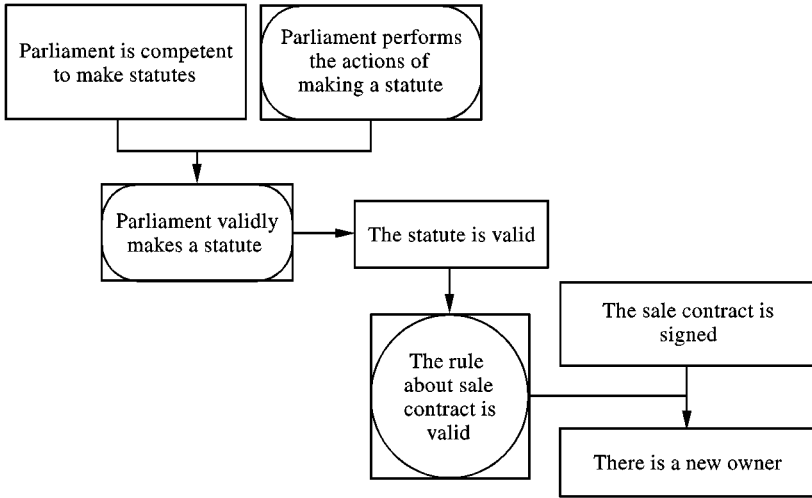 Parliament is competent
to make statutes
Parliament performs
the actions of
making a statute
Parliament validly
makes a statute
The statute is valid
The sale contract is
signed
The rule
about sale
contract is
valid
There is a new owner